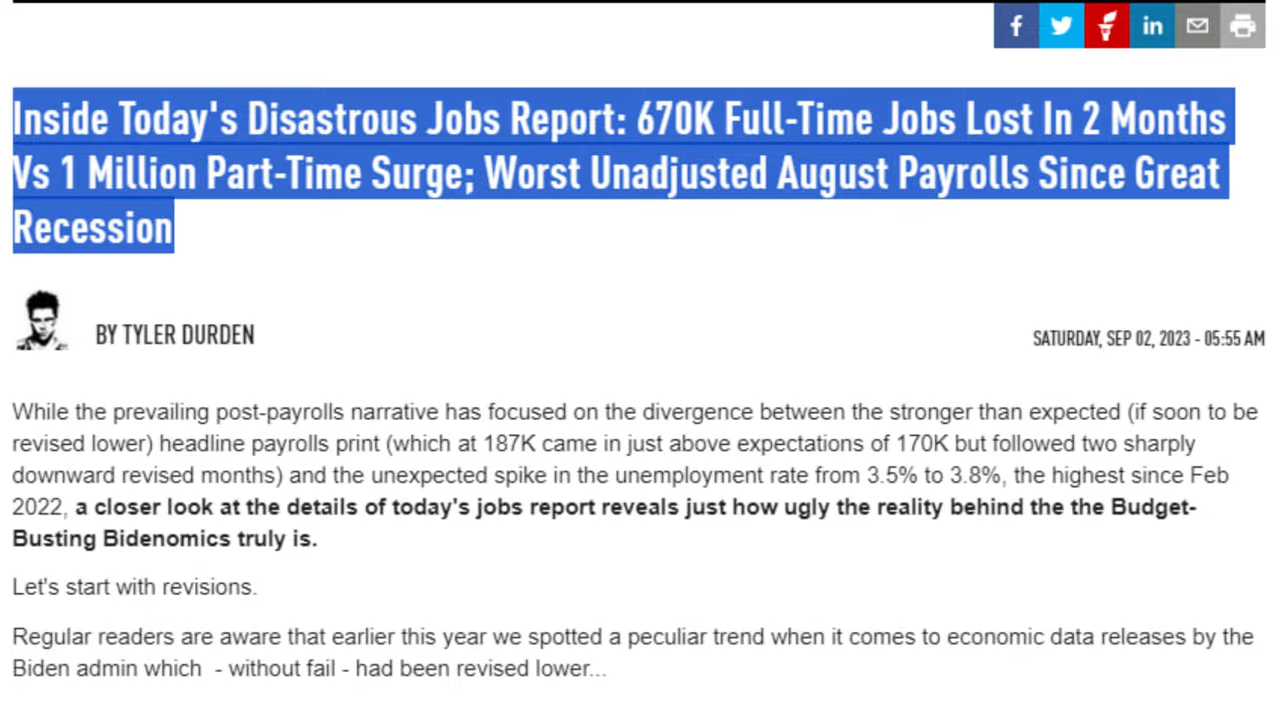 Inside Today's Disastrous Jobs Report: 670K Full-Time Jobs Lost In 2 Months
Vs 1 Million Part-Time Surge; Worst Unadjusted August Payrolls Since Great
Recession
BY TYLER DURDEN
SATURDAY, SEP 02, 2023 - 05:55 AM
While the prevailing post-payrolls narrative has focused on the divergence between the stronger than expected (if soon to be
revised lower) headline payrolls print (which at 187K came in just above expectations of 170K but followed two sharply
downward revised months) and the unexpected spike in the unemployment rate from 3.5% to 3.8%, the highest since Feb
2022, a closer look at the details of today's jobs report reveals just how ugly the reality behind the the Budget-
Busting Bidenomics truly is.
Let's start with revisions.
Regular readers are aware that earlier this year we spotted a peculiar trend when it comes to economic data releases by the
Biden admin which - without fail - had been revised lower...